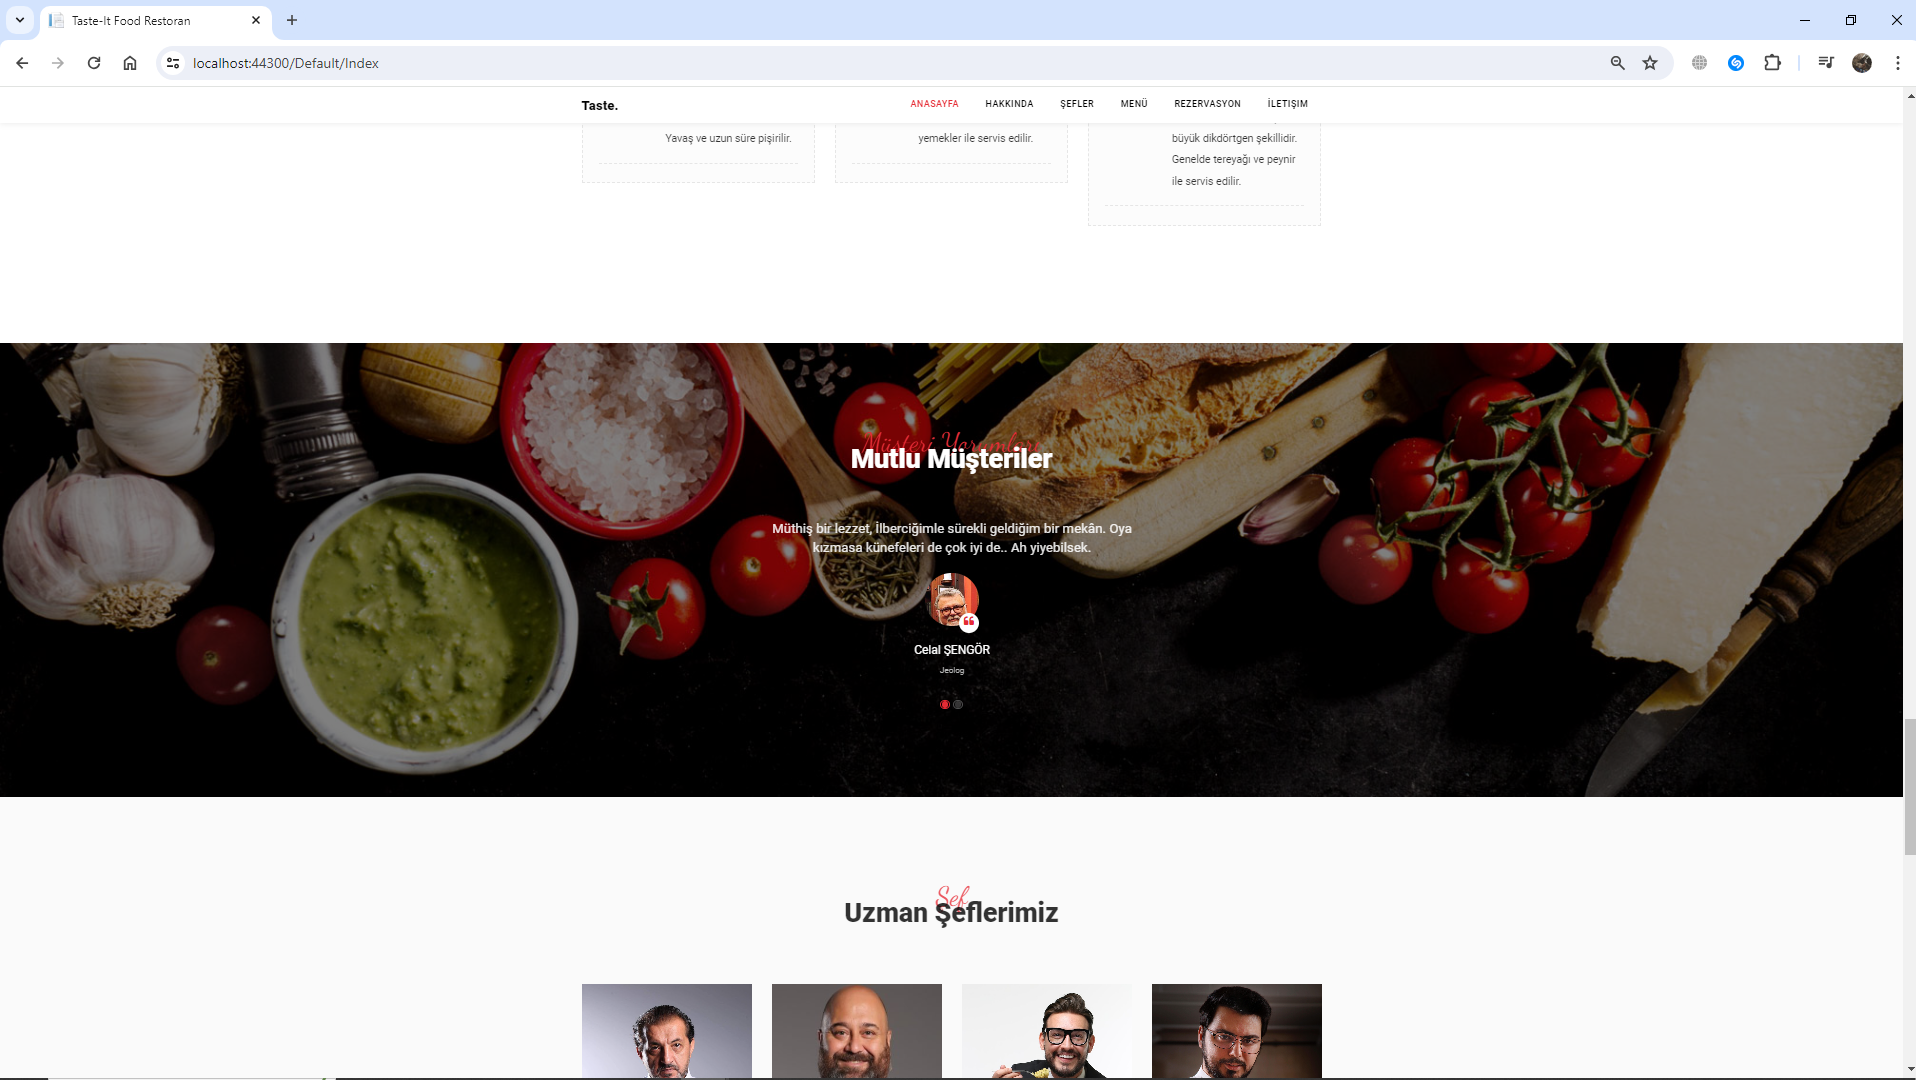 Taste-It Food Restoran
localhost:44300/Default/Index
Taste.
ANASAYFA
HAKKINDA
ŞEFLER
MENÜ
REZERVASYON
İLETIŞIM
Yavaş ve uzun süre pişirilir.
yemekler ile servis edilir.
büyük dikdörtgen şekillidir.
Genelde tereyağı ve peynir
ile servis edilir.
Müşteri Yorumları
Mutlu Müşteriler
Müthiş bir lezzet, İlberciğimle sürekli geldiğim bir mekân. Oya
kızmasa künefeleri de çok iyi de.. Ah yiyebilsek.
Celal ŞENGÖR
Jeolog
Şef
Uzman Şeflerimiz